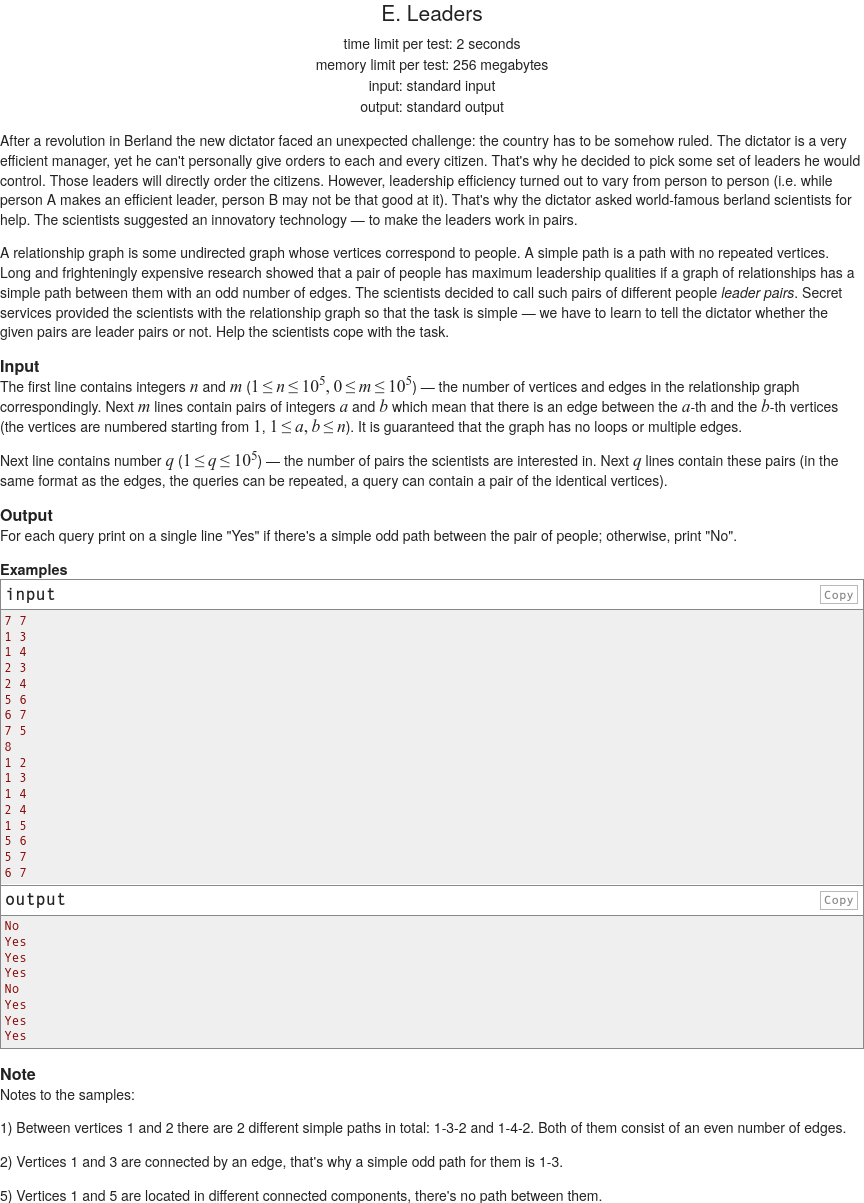 E. Leaders
time limit per test: 2 seconds
memory limit per test: 256 megabytes
input: standard input
output: standard output
After a revolution in Berland the new dictator faced an unexpected challenge: the country has to be somehow ruled. The dictator is a very
efficient manager, yet he can't personally give orders to each and every citizen. That's why he decided to pick some set of leaders he would
control. Those leaders will directly order the citizens. However, leadership efficiency turned out to vary from person to person (i.e. while
person A makes an efficient leader, person B may not be that good at it). That's why the dictator asked world-famous berland scientists for
help. The scientists suggested an innovatory technology — to make the leaders work in pairs.
A relationship graph is some undirected graph whose vertices correspond to people. A simple path is a path with no repeated vertices.
Long and frighteningly expensive research showed that a pair of people has maximum leadership qualities if a graph of relationships has a
simple path between them with an odd number of edges. The scientists decided to call such pairs of different people leader pairs. Secret
services provided the scientists with the relationship graph so that the task is simple — we have to learn to tell the dictator whether the
given pairs are leader pairs or not. Help the scientists cope with the task.
Input
The first line contains integers n and m (1 ≤ n ≤ 10^5, 0 ≤ m ≤ 10^5) — the number of vertices and edges in the relationship graph
correspondingly. Next m lines contain pairs of integers a and b which mean that there is an edge between the a-th and the b-th vertices
(the vertices are numbered starting from 1, 1 ≤ a, b ≤ n). It is guaranteed that the graph has no loops or multiple edges.
Next line contains number q (1 ≤ q ≤ 10^5) — the number of pairs the scientists are interested in. Next q lines contain these pairs (in the
same format as the edges, the queries can be repeated, a query can contain a pair of the identical vertices).
Output
For each query print on a single line "Yes" if there's a simple odd path between the pair of people; otherwise, print "No".
Examples
input Copy
7 7
1 3
1 4
2 3
2 4
5 6
6 7
7 5
8
1 2
1 3
1 4
2 4
1 5
5 6
5 7
6 7
output Copy
No
Yes
Yes
Yes
No
Yes
Yes
Yes
Note
Notes to the samples:
1) Between vertices 1 and 2 there are 2 different simple paths in total: 1-3-2 and 1-4-2. Both of them consist of an even number of edges.
2) Vertices 1 and 3 are connected by an edge, that's why a simple odd path for them is 1-3.
5) Vertices 1 and 5 are located in different connected components, there's no path between them.